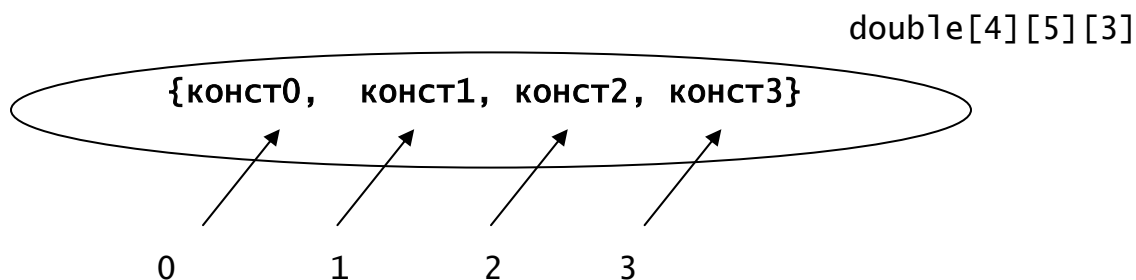 double[4][5][3]
{конст0, конст1, конст2, конст3}
0 1 2 3